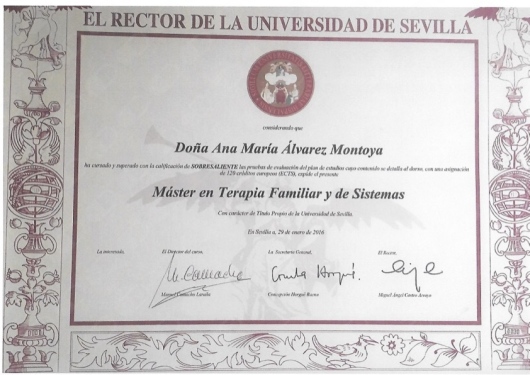 EL RECTOR DE LA UNIVERSIDAD DE SEVILLA
considerando que
Doña Ana María Álvarez Montoya
ha cursado y superado con la calificación de SOBRESALIENTE las pruebas de evaluación del plan de estudios cuyo contenido se detalla al dorso, con una asignación
de 120 créditos europeos (ECTS), expide el presente
Máster en Terapia Familiar y de Sistemas
Con carácter de Título Propio de la Universidad de Sevilla
En Sevilla a, 29 de enero de 2016
La interesada, El Director del curso, La Secretaria General, El Rector,
Manuel Camacho Laraña Concepción Horgué Baena Miguel Ángel Castro Arroyo